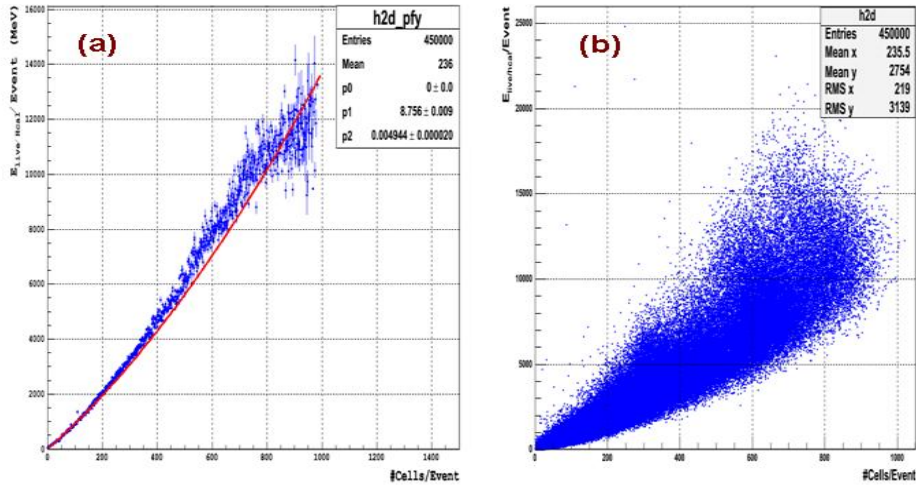 (a)
h2d_pfy
Entries 450000
Mean 236
p0 0 ± 0.0
p1 8.756 ± 0.009
p2 0.004944 ± 0.000020
E_live/Hcal/Event (MeV)
16000
14000
12000
10000
8000
6000
4000
2000
0
0 200 400 600 800 1000 1200 1400
#Cells/Event
(b)
h2d
Entries 450000
Mean x 235.5
Mean y 2754
RMS x 219
RMS y 3139
E_live/hcal/Event
25000
20000
15000
10000
5000
0
0 200 400 600 800 1000
#Cells/Event